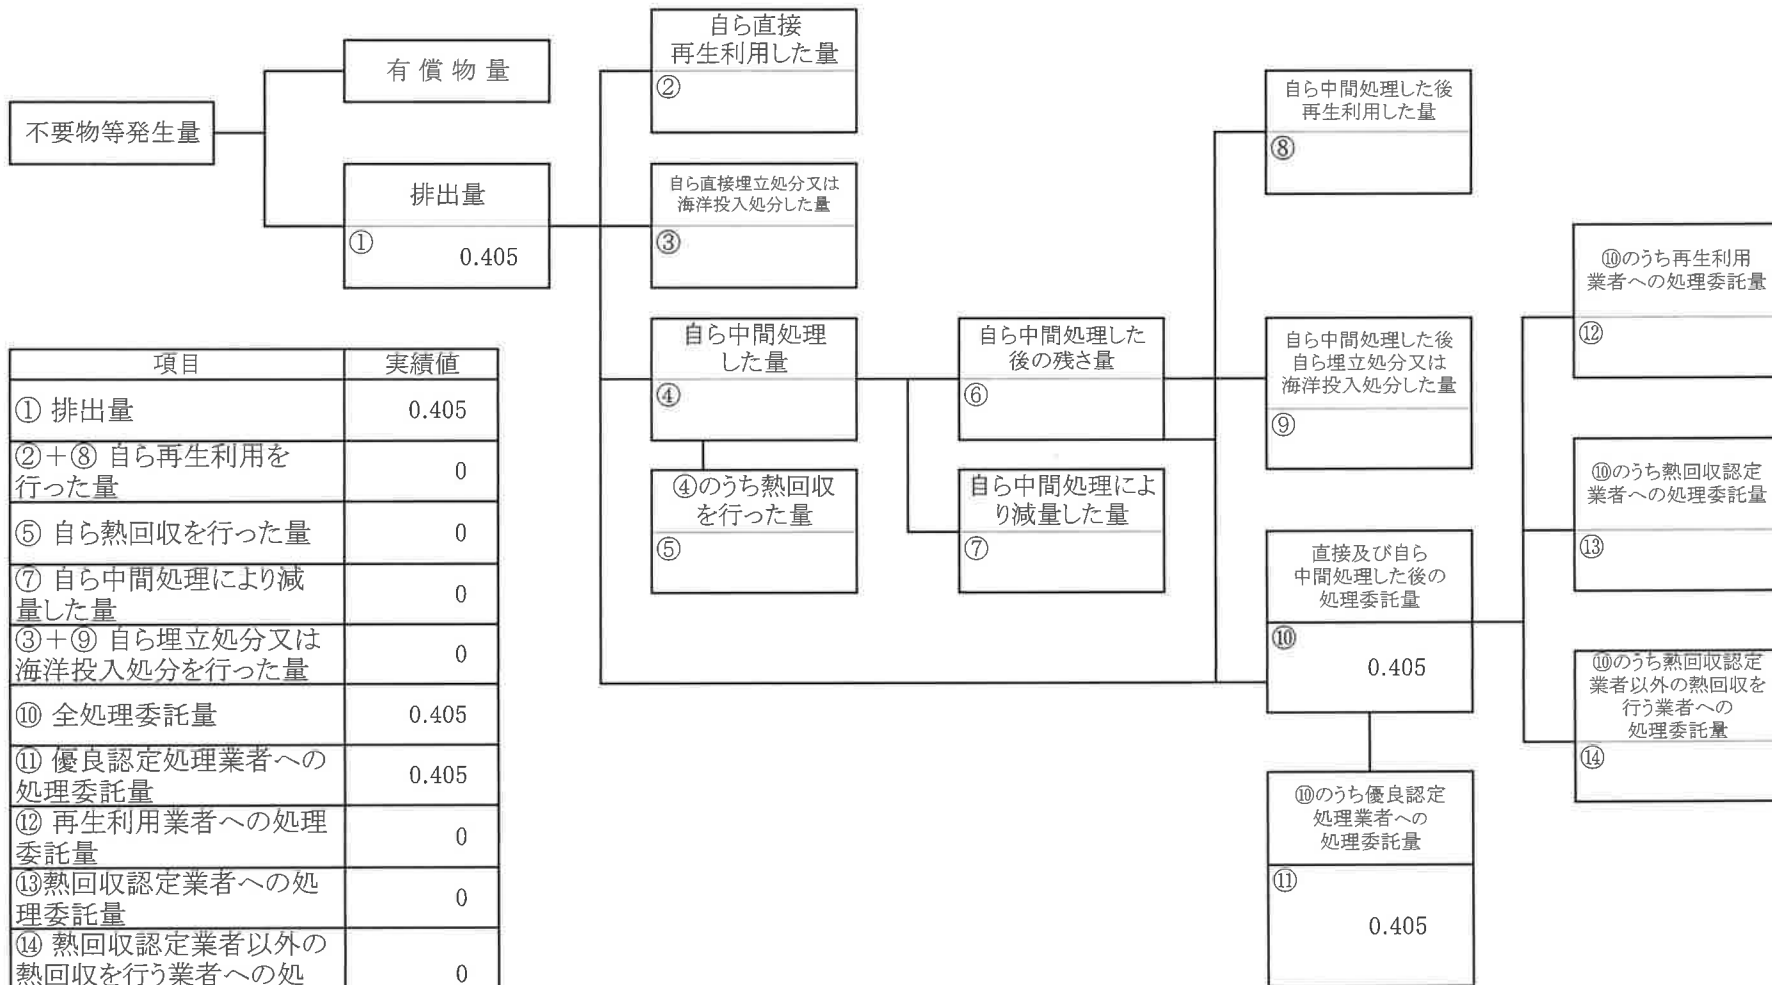 不要物等発生量
有償物量
排出量
①
0.405
自ら直接
再生利用した量
②
自ら直接埋立処分又は
海洋投入処分した量
③
自ら中間処理
した量
④
④のうち熱回収
を行った量
⑤
自ら中間処理した
後の残さ量
⑥
自ら中間処理によ
り減量した量
⑦
自ら中間処理した後
再生利用した量
⑧
自ら中間処理した後
自ら埋立処分又は
海洋投入処分した量
⑨
直接及び自ら
中間処理した後の
処理委託量
⑩
0.405
⑩のうち優良認定
処理業者への
処理委託量
⑪
0.405
⑩のうち再生利用
業者への処理委託量
⑫
⑩のうち熱回収認定
業者への処理委託量
⑬
⑩のうち熱回収認定
業者以外の熱回収を
行う業者への
処理委託量
⑭
項目 実績値
① 排出量 0.405
②+⑧ 自ら再生利用を
行った量 0
⑤ 自ら熱回収を行った量 0
⑦ 自ら中間処理により減
量した量 0
③+⑨ 自ら埋立処分又は
海洋投入処分を行った量 0
⑩ 全処理委託量 0.405
⑪ 優良認定処理業者への
処理委託量 0.405
⑫ 再生利用業者への処理
委託量 0
⑬熱回収認定業者への処
理委託量 0
⑭ 熱回収認定業者以外の
熱回収を行う業者への処 0